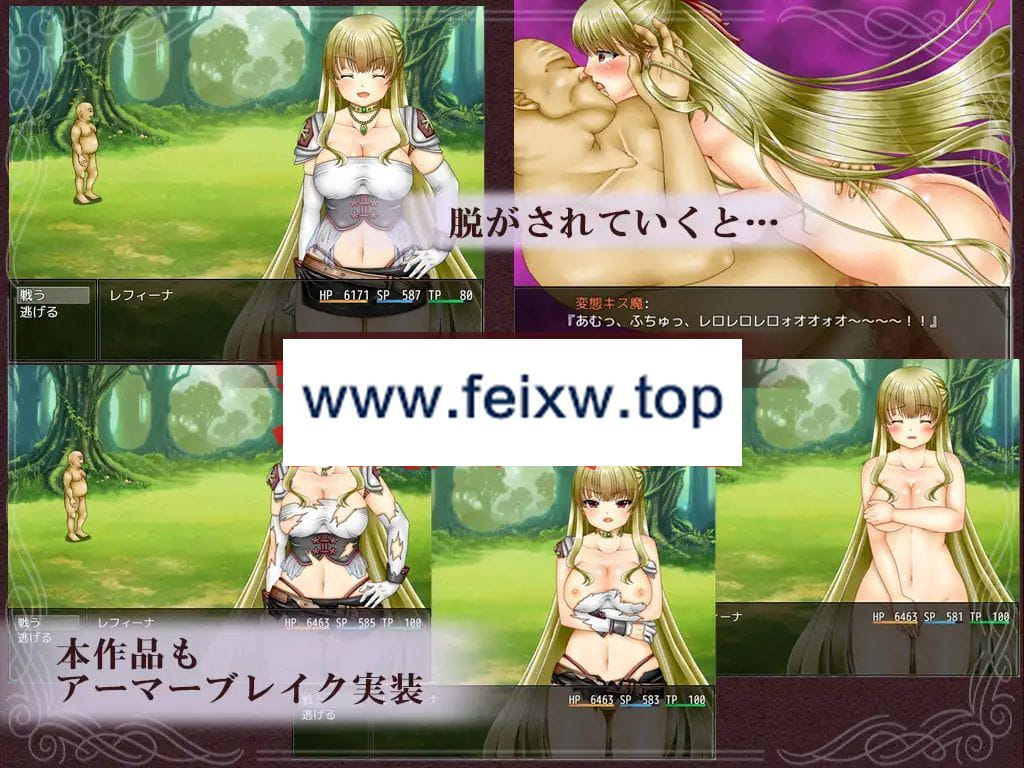 脱がされていくと…
戦う
逃げる
レフィーナ
HP 6171 SP 587 TP 80
変態キス魔:
『あむっ、ふちゅっ、レロレロレロォオオォオ～～～～！！』
www.feixw.top
戦う
逃げる
レフィーナ
HP 6463 SP 585 TP 100
ーナ
HP 6463 SP 581 TP 100
本作品も
アーマーブレイク実装
逃げる
ナ
HP 6463 SP 583 TP 100